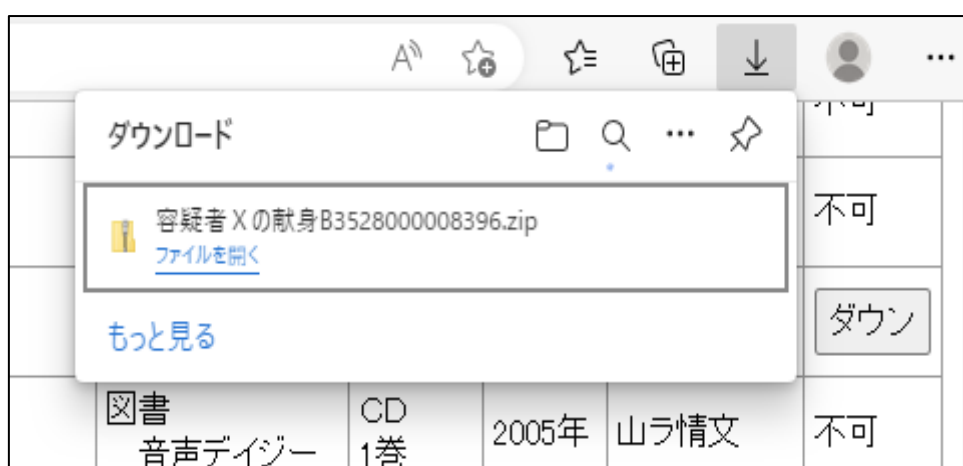 ダウンロード
不可
不可
容疑者Xの献身B3528000008396.zip
ファイルを開く
ダウン
もっと見る
図書
音声デイジー
CD
1巻
2005年
山ラ情文
不可